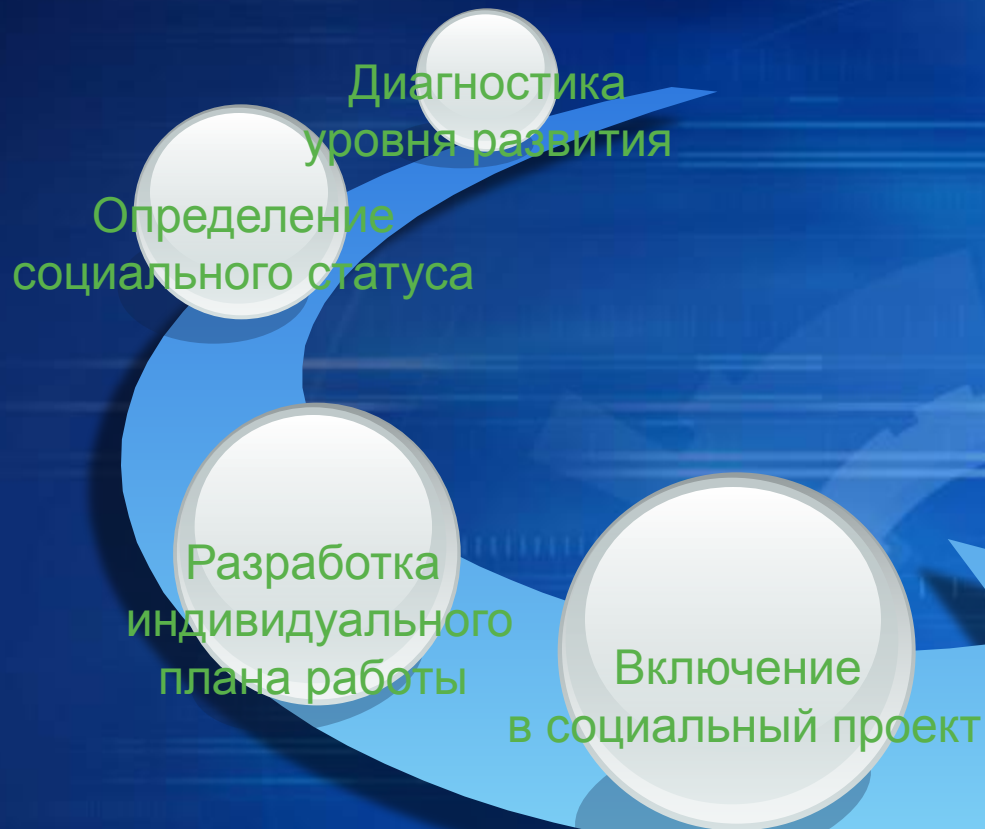 Диагностика
уровня развития
Определение
социального статуса
Разработка
индивидуального
плана работы
Включение
в социальный проект